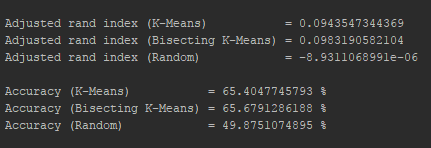 Adjusted rand index (K-Means) = 0.0943547344369
Adjusted rand index (Bisecting K-Means) = 0.0983190582104
Adjusted rand index (Random) = -8.9311068991e-06
Accuracy (K-Means) = 65.4047745793 %
Accuracy (Bisecting K-Means) = 65.6791286188 %
Accuracy (Random) = 49.8751074895 %